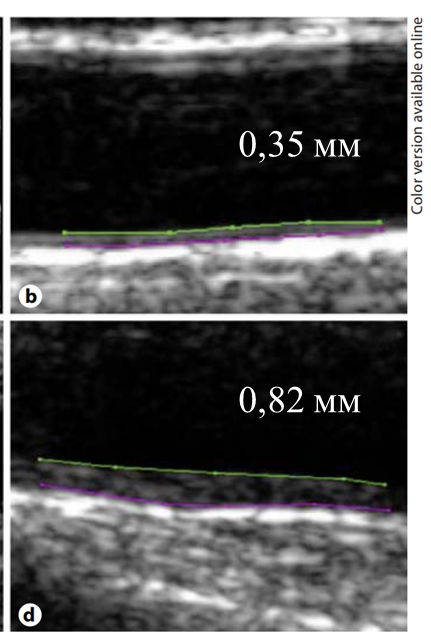 Color version available online
0,35 мм
b
0,82 мм
d